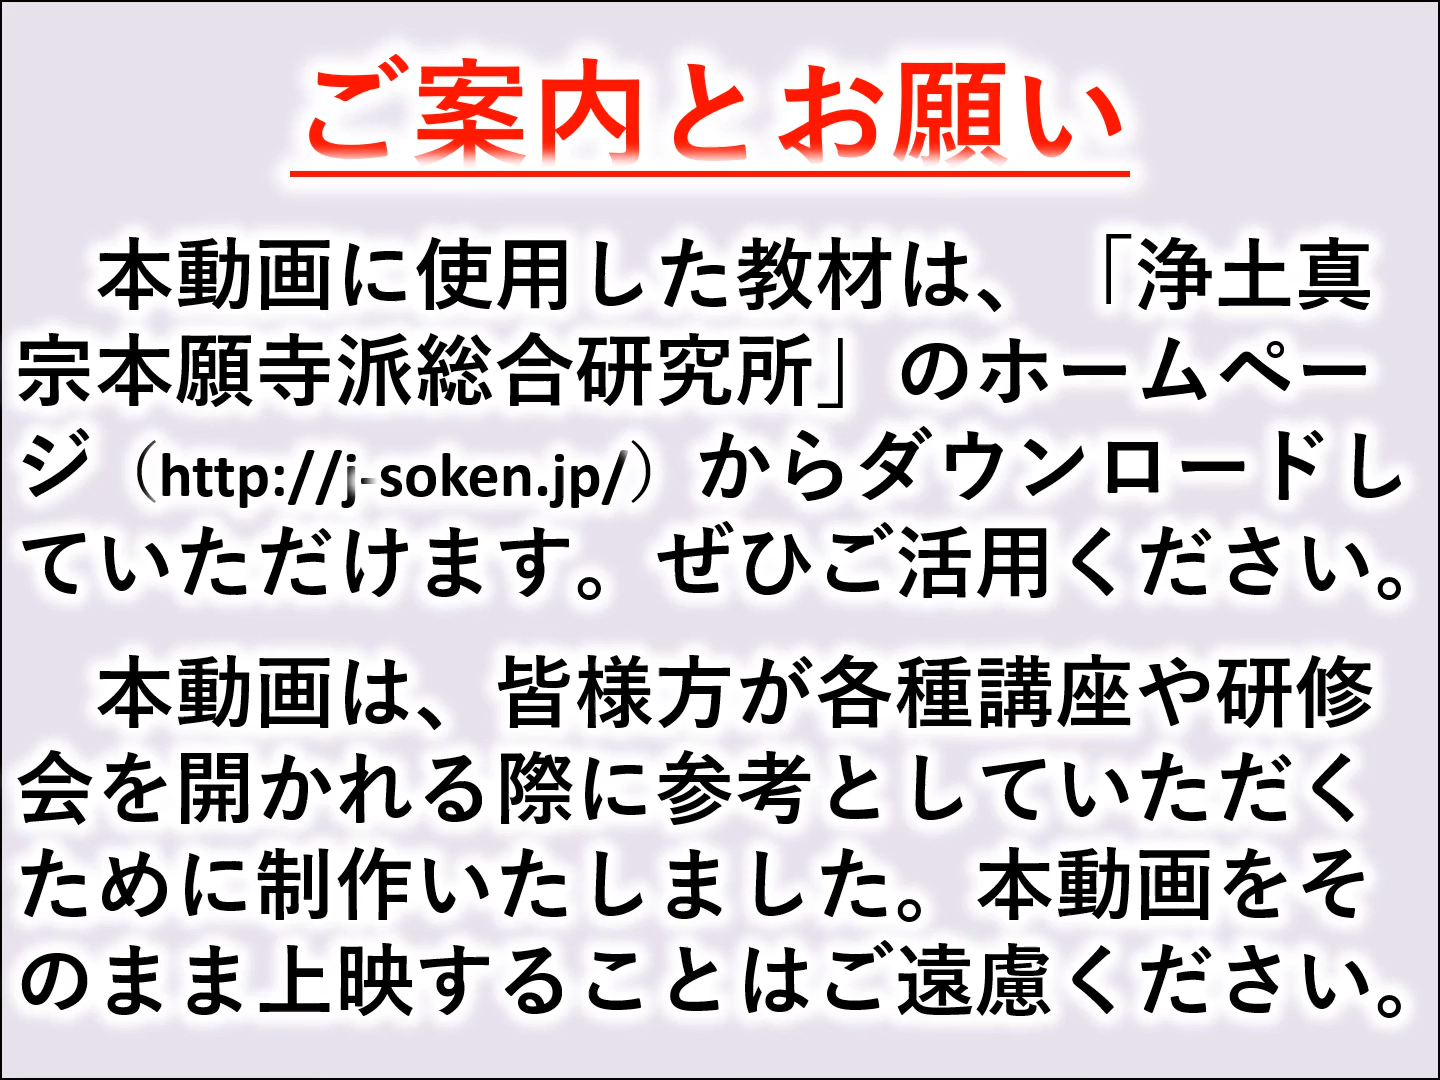 ご案内とお願い
本動画に使用した教材は、「浄土真
宗本願寺派総合研究所」のホームペー
ジ（http://j-soken.jp/）からダウンロードし
ていただけます。ぜひご活用ください。
本動画は、皆様方が各種講座や研修
会を開かれる際に参考としていただく
ために制作いたしました。本動画をそ
のまま上映することはご遠慮ください。